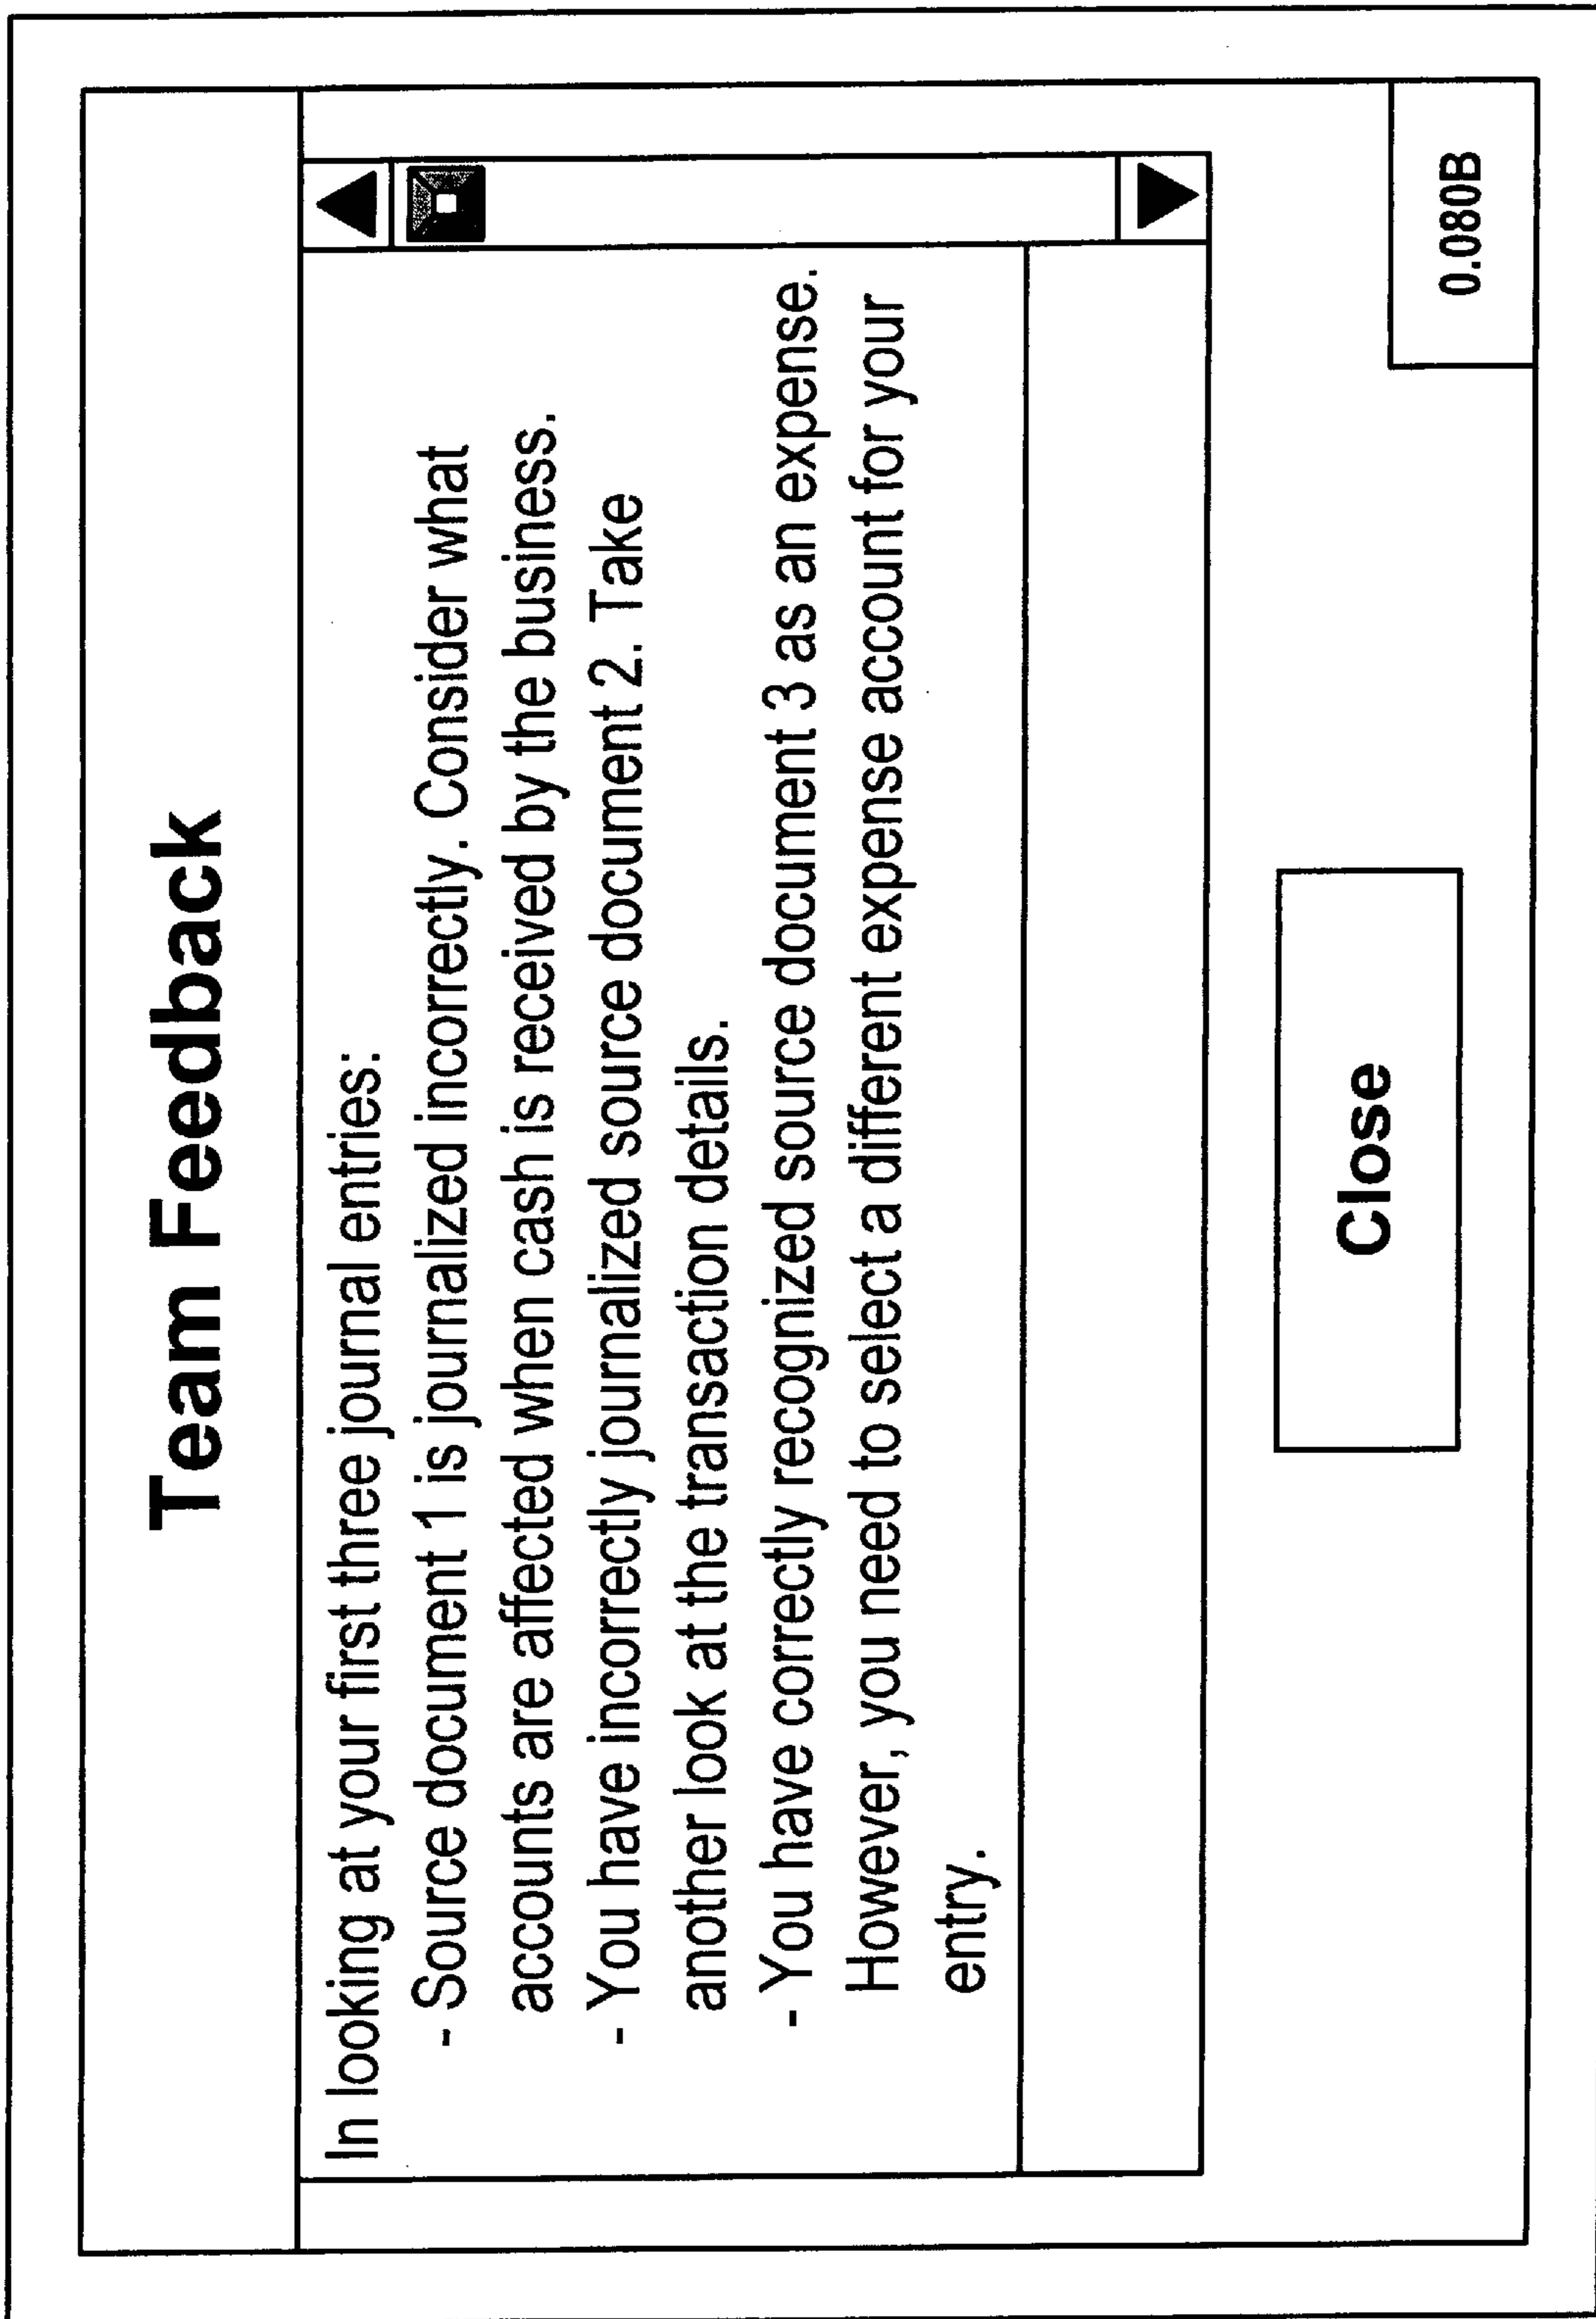 Team Feedback
In looking at your first three journal entries:
- Source document 1 is journalized incorrectly. Consider what
accounts are affected when cash is received by the business.
- You have incorrectly journalized source document 2. Take
another look at the transaction details.
- You have correctly recognized source document 3 as an expense.
However, you need to select a different expense account for your
entry.
Close
0.080B